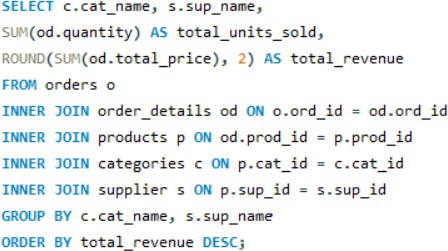 SELECT c.cat_name, s.sup_name,
SUM(od.quantity) AS total_units_sold,
ROUND(SUM(od.total_price), 2) AS total_revenue
FROM orders o
INNER JOIN order_details od ON o.ord_id = od.ord_id
INNER JOIN products p ON od.prod_id = p.prod_id
INNER JOIN categories c ON p.cat_id = c.cat_id
INNER JOIN supplier s ON p.sup_id = s.sup_id
GROUP BY c.cat_name, s.sup_name
ORDER BY total_revenue DESC;